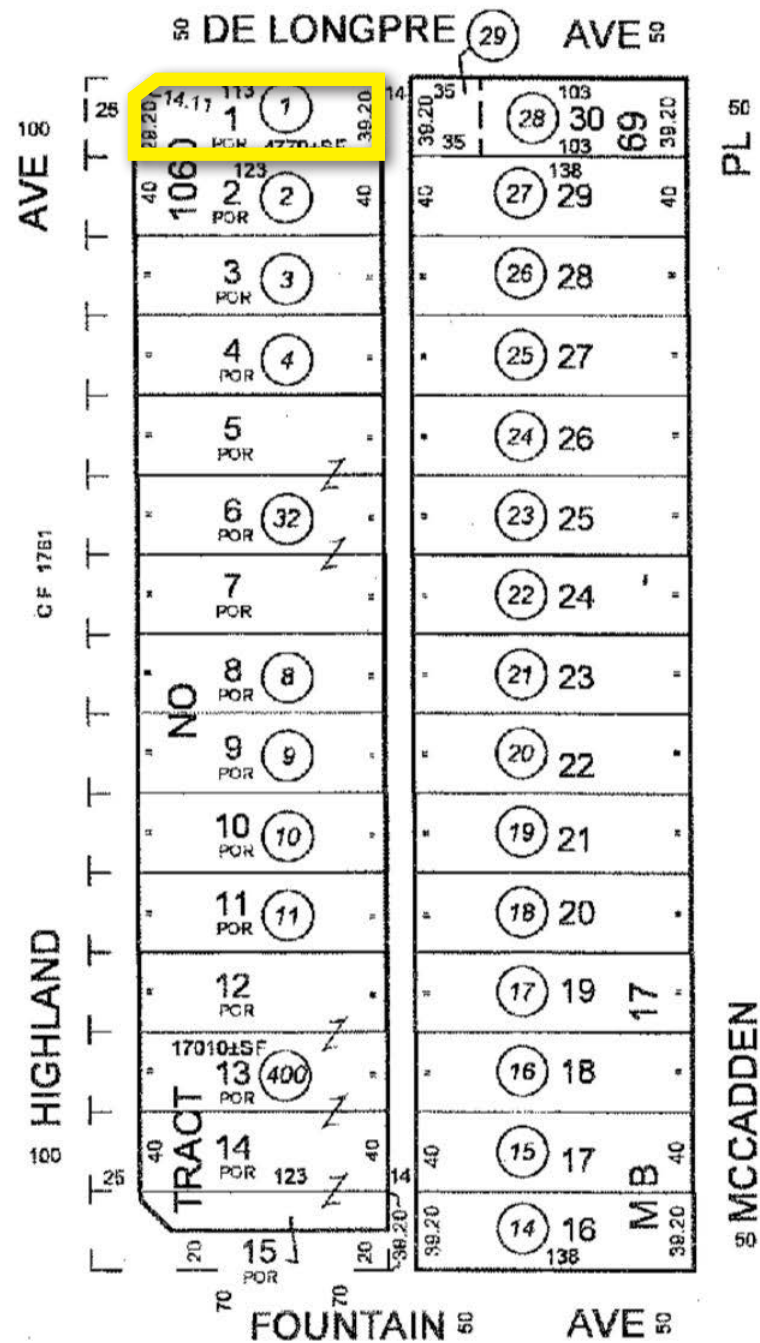 50 DE LONGPRE 29 AVE 50
25 14.11 113 1 1 29.20 39.20 14 35 39.20 35 28 103 30 103 69 39.20 50
POR 4770±SF
100 AVE 1060 PL
40 123 2 2 POR 40 40 138 27 29 40
3 3 POR 26 28
4 4 POR 25 27
5 POR 24 26
6 32 POR 23 25
CF 1761
7 POR 22 24
8 8 POR 21 23
NO
9 9 POR 20 22
10 10 POR 19 21
11 11 POR 18 20
HIGHLAND
12 POR 17 19 17
17010±SF
13 400 POR 16 18
MCCADDEN
TRACT
100 25 40 14 POR 123 40 14 40 15 17 40
M B
20 15 POR 20 39.20 39.20 14 16 138 39.20 50
70 70
FOUNTAIN 50 AVE 50